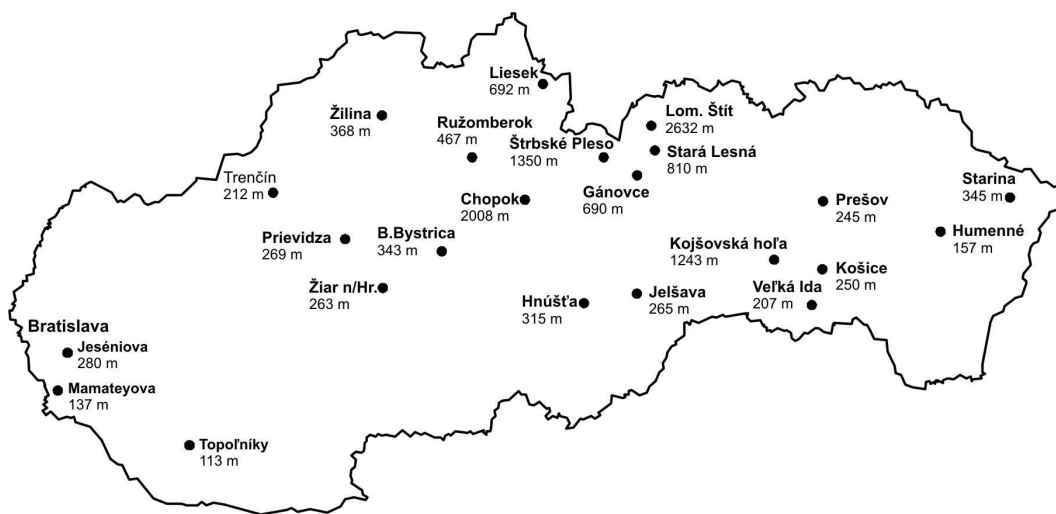 Liesek
692 m
Žilina
368 m
Ružomberok
467 m
Lom. Štít
2632 m
Štrbské Pleso
1350 m
Stará Lesná
810 m
Trenčín
212 m
Chopok
2008 m
Gánovce
690 m
Prešov
245 m
Starina
345 m
Prievidza
269 m
B.Bystrica
343 m
Kojšovská hoľa
1243 m
Humenné
157 m
Žiar n/Hr.
263 m
Hnúšťa
315 m
Jelšava
265 m
Veľká Ida
207 m
Košice
250 m
Bratislava
Jeséniova
280 m
Mamateyova
137 m
Topoľníky
113 m